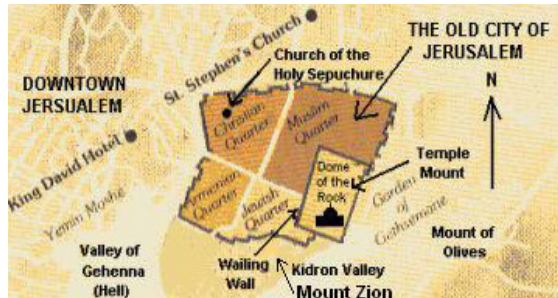 THE OLD CITY OF
JERUSALEM
St. Stephen's Church
Church of the
Holy Sepuchure
N
DOWNTOWN
JERSUALEM
Christian
Quarter
Muslim
Quarter
King David Hotel
Temple
Mount
Dome
of the
Rock
Yemin Moshe
Armenian
Quarter
Jewish
Quarter
Garden
of
Gethsemane
Mount of
Olives
Valley of
Gehenna
(Hell)
Wailing
Wall
Kidron Valley
Mount Zion